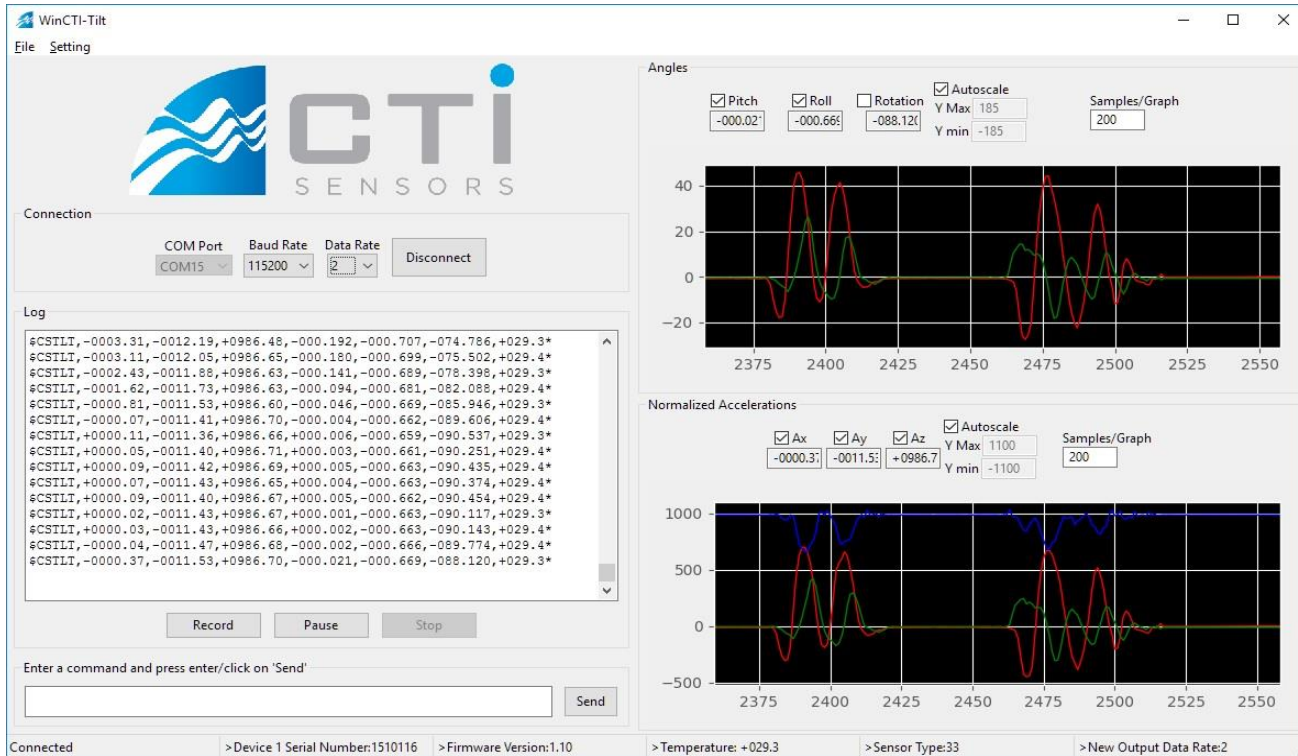 WinCTI-Tilt
File Setting
CTi
SENSORS
Connection
COM Port Baud Rate Data Rate
COM15 115200 2 Disconnect
Log
$CSTLT,-0003.31,-0012.19,+0986.48,-000.192,-000.707,-074.786,+029.3*
$CSTLT,-0003.11,-0012.05,+0986.65,-000.180,-000.699,-075.502,+029.4*
$CSTLT,-0002.43,-0011.88,+0986.63,-000.141,-000.689,-078.398,+029.3*
$CSTLT,-0001.62,-0011.73,+0986.63,-000.094,-000.681,-082.088,+029.4*
$CSTLT,-0000.81,-0011.53,+0986.60,-000.046,-000.669,-085.946,+029.3*
$CSTLT,-0000.07,-0011.41,+0986.70,-000.004,-000.662,-089.606,+029.4*
$CSTLT,+0000.11,-0011.36,+0986.66,+000.006,-000.659,-090.537,+029.3*
$CSTLT,+0000.05,-0011.40,+0986.71,+000.003,-000.661,-090.251,+029.4*
$CSTLT,+0000.09,-0011.42,+0986.69,+000.005,-000.663,-090.435,+029.4*
$CSTLT,+0000.07,-0011.43,+0986.65,+000.004,-000.663,-090.374,+029.4*
$CSTLT,+0000.09,-0011.40,+0986.67,+000.005,-000.662,-090.454,+029.4*
$CSTLT,+0000.02,-0011.43,+0986.67,+000.001,-000.663,-090.117,+029.3*
$CSTLT,+0000.03,-0011.43,+0986.66,+000.002,-000.663,-090.143,+029.4*
$CSTLT,-0000.04,-0011.47,+0986.68,-000.002,-000.666,-089.774,+029.4*
$CSTLT,-0000.37,-0011.53,+0986.70,-000.021,-000.669,-088.120,+029.3*
Record Pause Stop
Enter a command and press enter/click on 'Send'
Send
Angles
Pitch Roll Rotation Autoscale
Y Max 185 Samples/Graph
-000.021 -000.669 -088.120 Y min -185 200
40
20
0
-20
2375 2400 2425 2450 2475 2500 2525 2550
Normalized Accelerations
Ax Ay Az Autoscale
Y Max 1100 Samples/Graph
-0000.37 -0011.53 +0986.7 Y min -1100 200
1000
500
0
-500
2375 2400 2425 2450 2475 2500 2525 2550
Connected >Device 1 Serial Number:1510116 >Firmware Version:1.10 >Temperature: +029.3 >Sensor Type:33 >New Output Data Rate:2